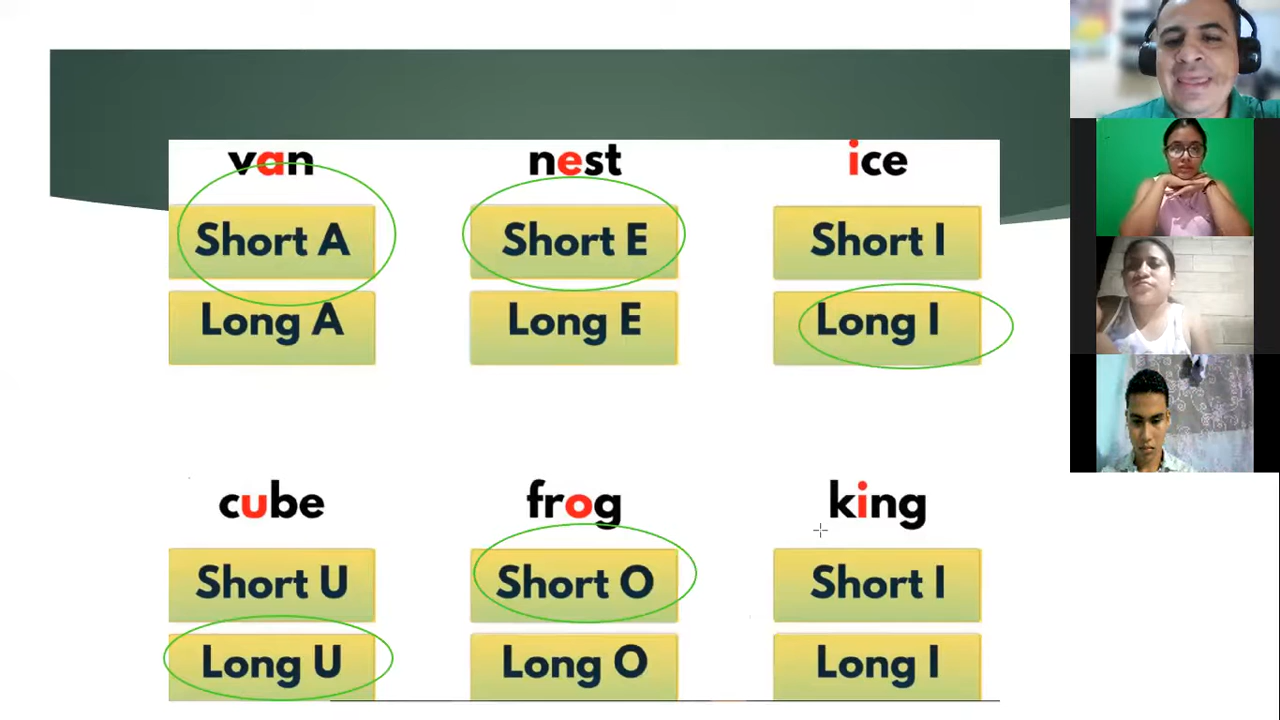 van nest ice
Short A Short E Short I
Long A Long E Long I
cube frog king
Short U Short O Short I
Long U Long O Long I